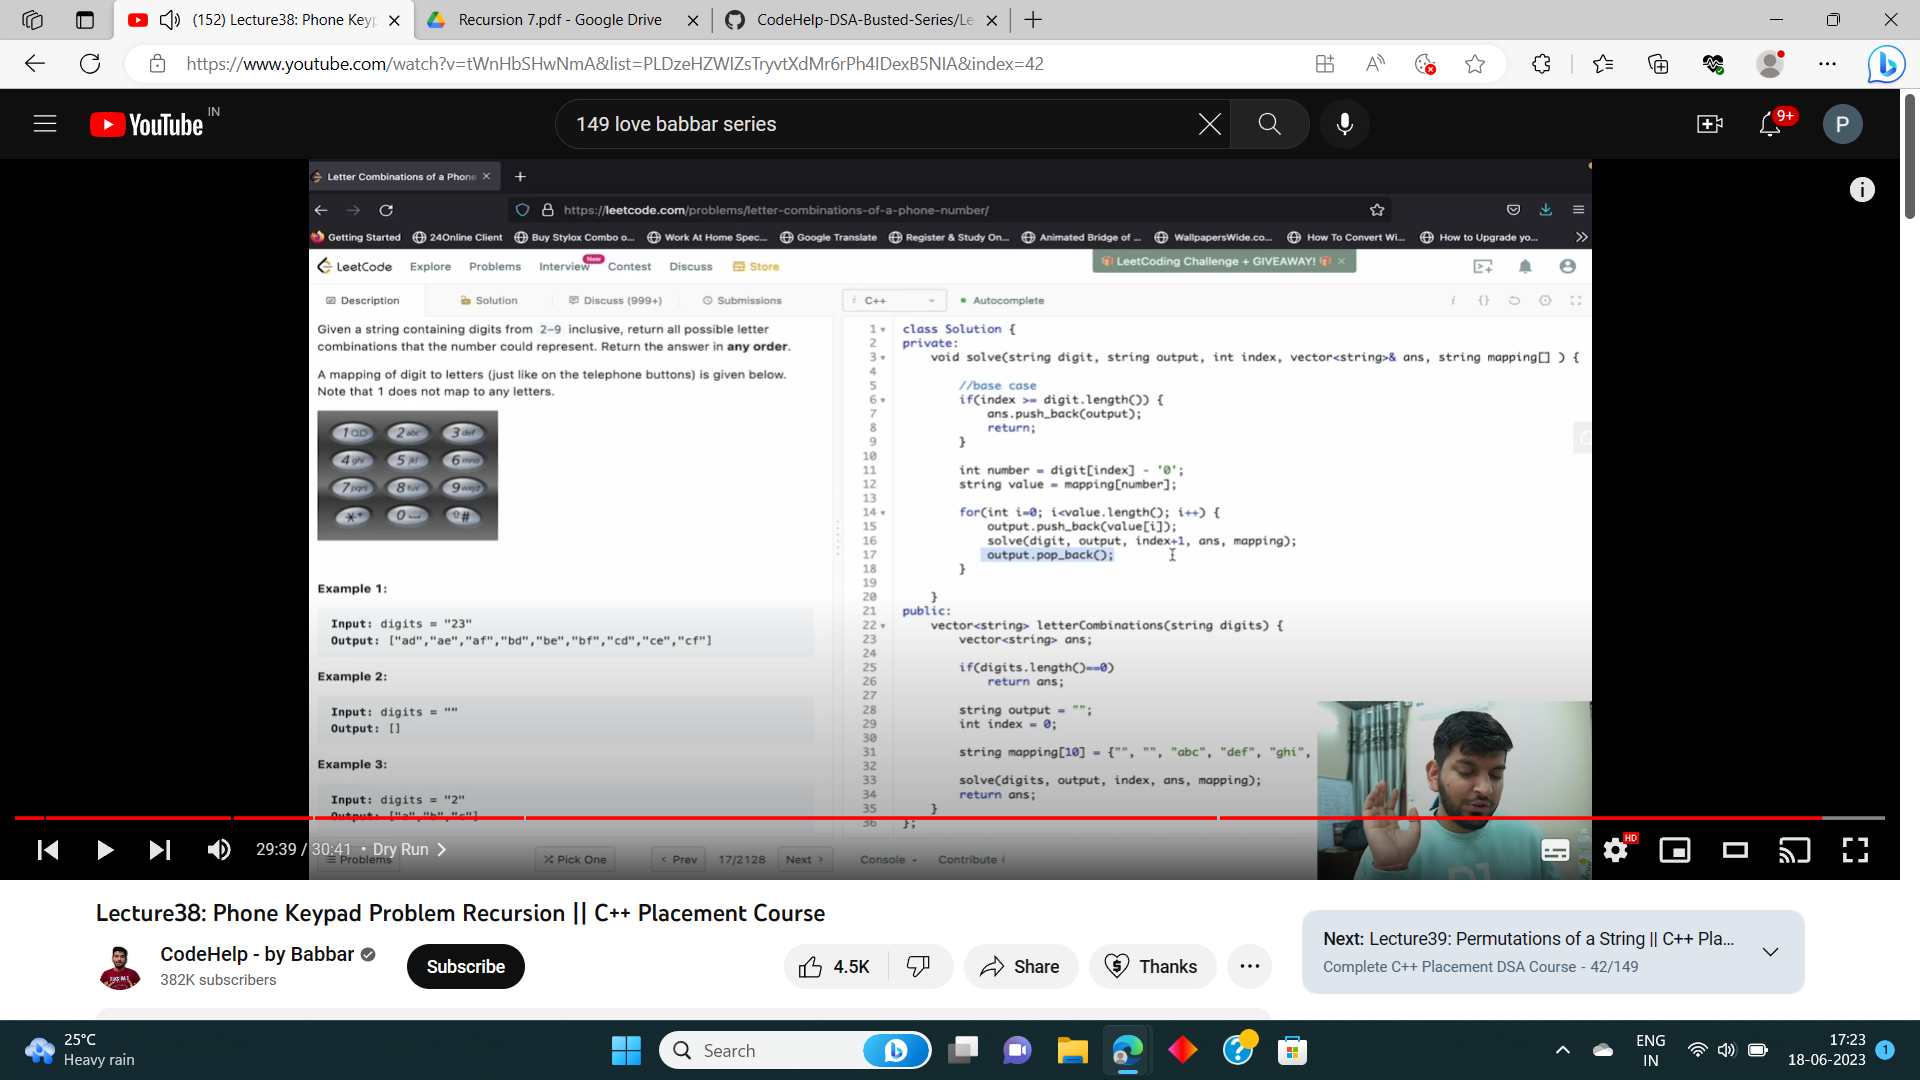 (152) Lecture38: Phone Key
Recursion 7.pdf - Google Drive
CodeHelp-DSA-Busted-Series/Le
https://www.youtube.com/watch?v=tWnHbSHwNmA&list=PLDzeHZWIZsTryvtXdMr6rPh4IDexB5NIA&index=42
YouTube IN
149 love babbar series
9+
P
Letter Combinations of a Phone
https://leetcode.com/problems/letter-combinations-of-a-phone-number/
Getting Started 24Online Client Buy Stylox Combo o... Work At Home Spec... Google Translate Register & Study On... Animated Bridge of ... WallpapersWide.co... How To Convert Wi... How to Upgrade yo...
LeetCode Explore Problems Interview New Contest Discuss Store
LeetCoding Challenge + GIVEAWAY!
Description Solution Discuss (999+) Submissions
i C++ Autocomplete
Given a string containing digits from 2-9 inclusive, return all possible letter
combinations that the number could represent. Return the answer in any order.
A mapping of digit to letters (just like on the telephone buttons) is given below.
Note that 1 does not map to any letters.
1 2 abc 3 def
4 ghi 5 jkl 6 mno
7 pqrs 8 tuv 9 wxyz
* 0 #
Example 1:
Input: digits = "23"
Output: ["ad","ae","af","bd","be","bf","cd","ce","cf"]
Example 2:
Input: digits = ""
Output: []
Example 3:
Input: digits = "2"
Output: ["a","b","c"]
1 class Solution {
2 private:
3 void solve(string digit, string output, int index, vector<string>& ans, string mapping[] ) {
4
5 //base case
6 if(index >= digit.length()) {
7 ans.push_back(output);
8 return;
9 }
10
11 int number = digit[index] - '0';
12 string value = mapping[number];
13
14 for(int i=0; i<value.length(); i++) {
15 output.push_back(value[i]);
16 solve(digit, output, index+1, ans, mapping);
17 output.pop_back();
18 }
19
20 }
21 public:
22 vector<string> letterCombinations(string digits) {
23 vector<string> ans;
24
25 if(digits.length()==0)
26 return ans;
27
28 string output = "";
29 int index = 0;
30
31 string mapping[10] = {"", "", "abc", "def", "ghi",
32
33 solve(digits, output, index, ans, mapping);
34 return ans;
35 }
36 };
29:39 / 30:41 • Dry Run
HD
Problems Pick One Prev 17/2128 Next Console Contribute i
Lecture38: Phone Keypad Problem Recursion || C++ Placement Course
CodeHelp - by Babbar
382K subscribers
Subscribe
4.5K
Share
Thanks
Next: Lecture39: Permutations of a String || C++ Pla...
Complete C++ Placement DSA Course - 42/149
25°C
Heavy rain
Search
ENG
IN
17:23
18-06-2023
1